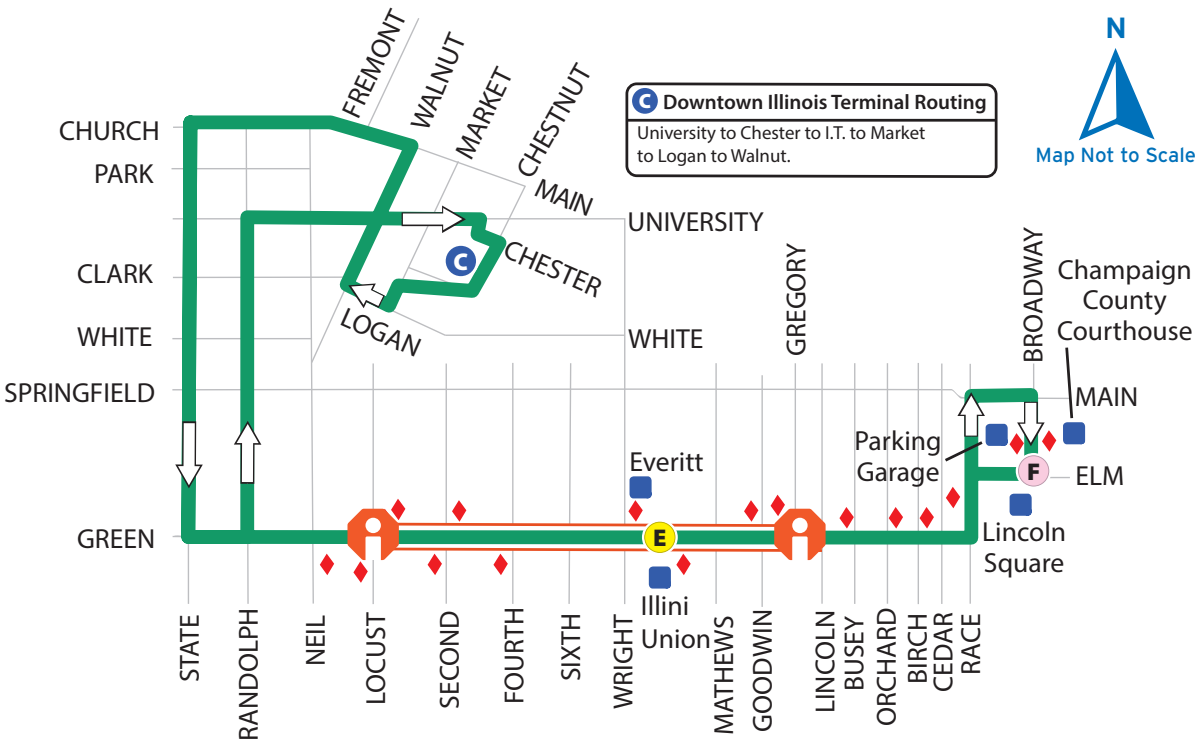 N
Map Not to Scale
C Downtown Illinois Terminal Routing
University to Chester to I.T. to Market
to Logan to Walnut.
FREMONT
WALNUT
MARKET
CHESTNUT
MAIN
CHURCH
PARK
UNIVERSITY
C
CHESTER
CLARK
LOGAN
WHITE
WHITE
GREGORY
BROADWAY
Champaign
County
Courthouse
SPRINGFIELD
MAIN
Parking
Garage
Everitt
F
ELM
GREEN
E
Lincoln
Square
Illini
Union
STATE
RANDOLPH
NEIL
LOCUST
SECOND
FOURTH
SIXTH
WRIGHT
MATHEWS
GOODWIN
LINCOLN
BUSEY
ORCHARD
BIRCH
CEDAR
RACE